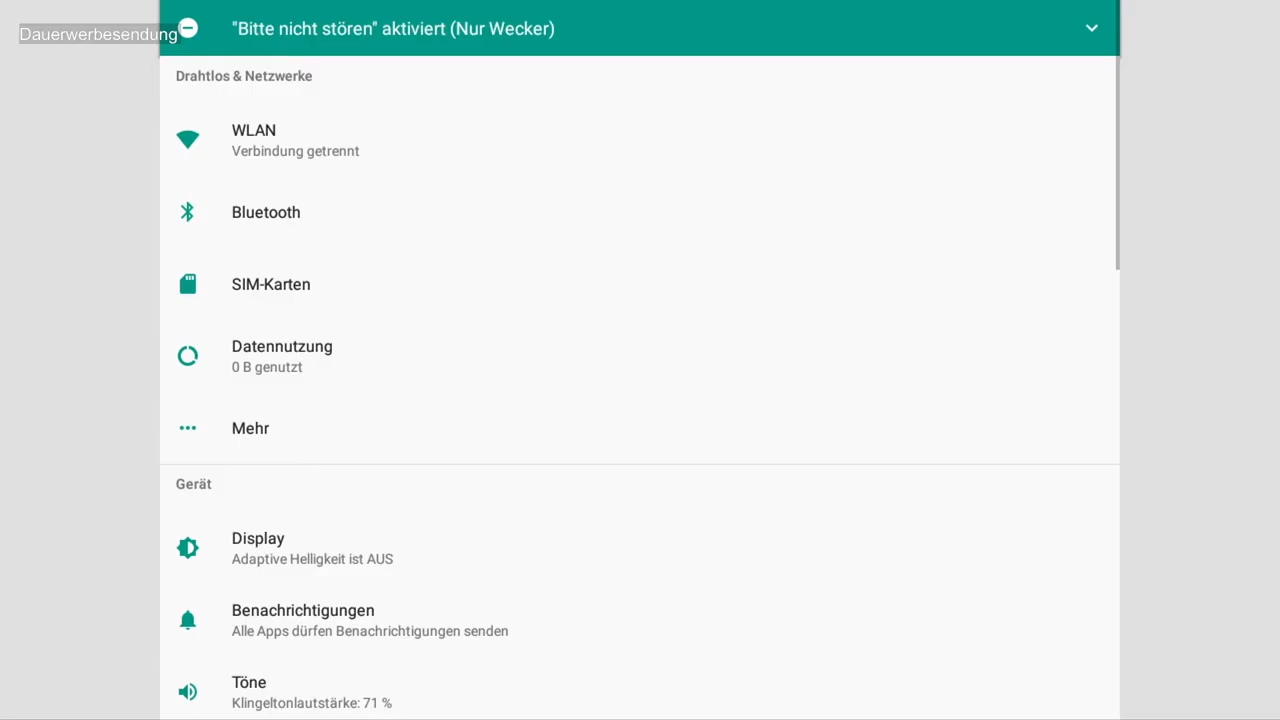 Dauerwerbesendung
"Bitte nicht stören" aktiviert (Nur Wecker)
Drahtlos & Netzwerke
WLAN
Verbindung getrennt
Bluetooth
SIM-Karten
Datennutzung
0 B genutzt
Mehr
Gerät
Display
Adaptive Helligkeit ist AUS
Benachrichtigungen
Alle Apps dürfen Benachrichtigungen senden
Töne
Klingeltonlautstärke: 71 %